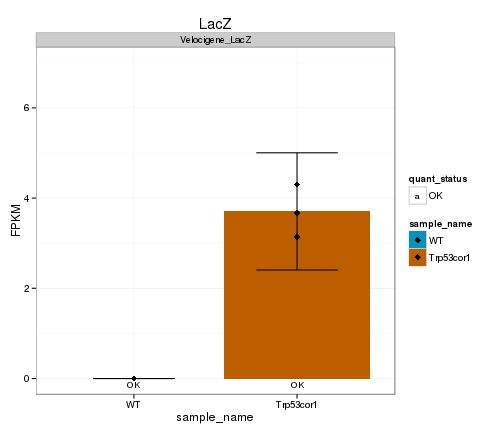 LacZ
Velocigene_LacZ
FPKM
6
4
2
0
OK
OK
WT
Trp53cor1
sample_name
quant_status
a OK
sample_name
WT
Trp53cor1